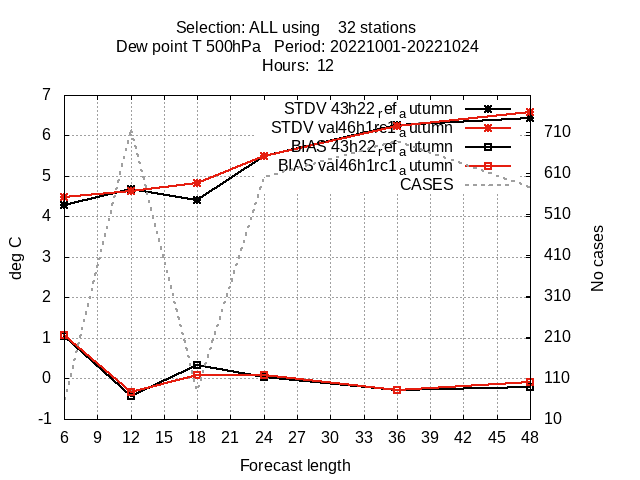 Selection: ALL using    32 stations
Dew point T 500hPa   Period: 20221001-20221024
Hours:  12
STDV 43h22_ref_autumn
STDV val46h1rc1_autumn
BIAS 43h22_ref_autumn
BIAS val46h1rc1_autumn
CASES
7
6
5
4
3
2
1
0
-1
deg C
710
610
510
410
310
210
110
10
No cases
6 9 12 15 18 21 24 27 30 33 36 39 42 45 48
Forecast length